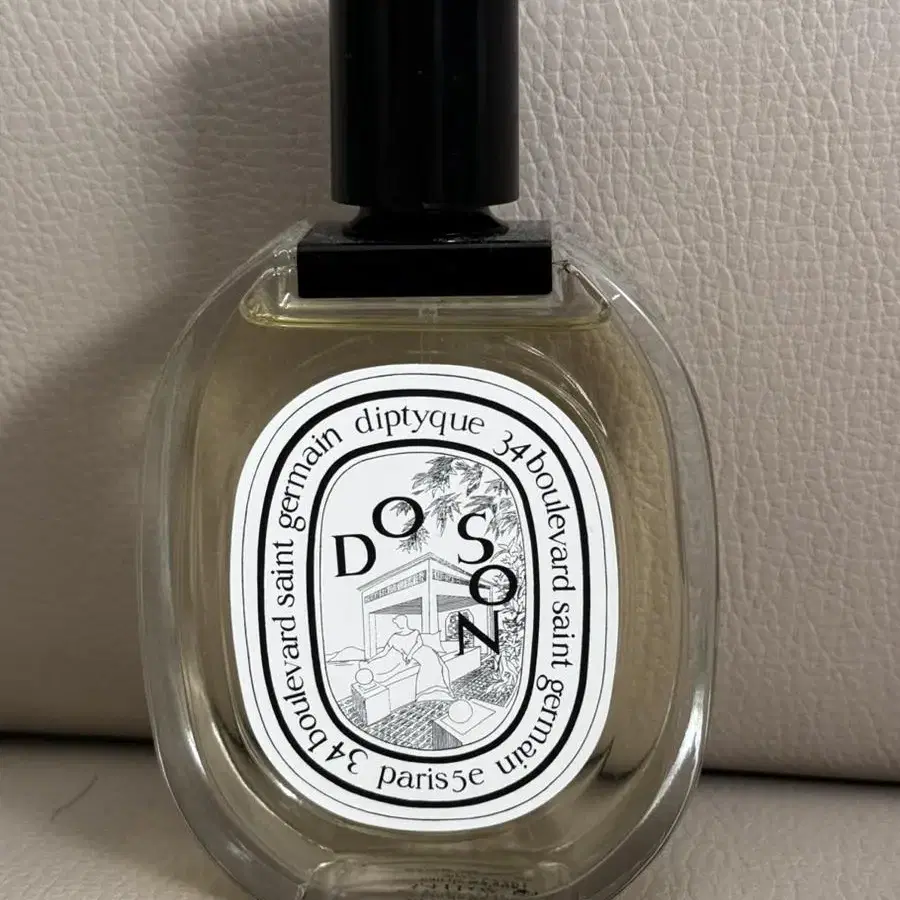 diptyque
34 boulevard saint germain
paris 5e
34 boulevard saint germain
DO SON